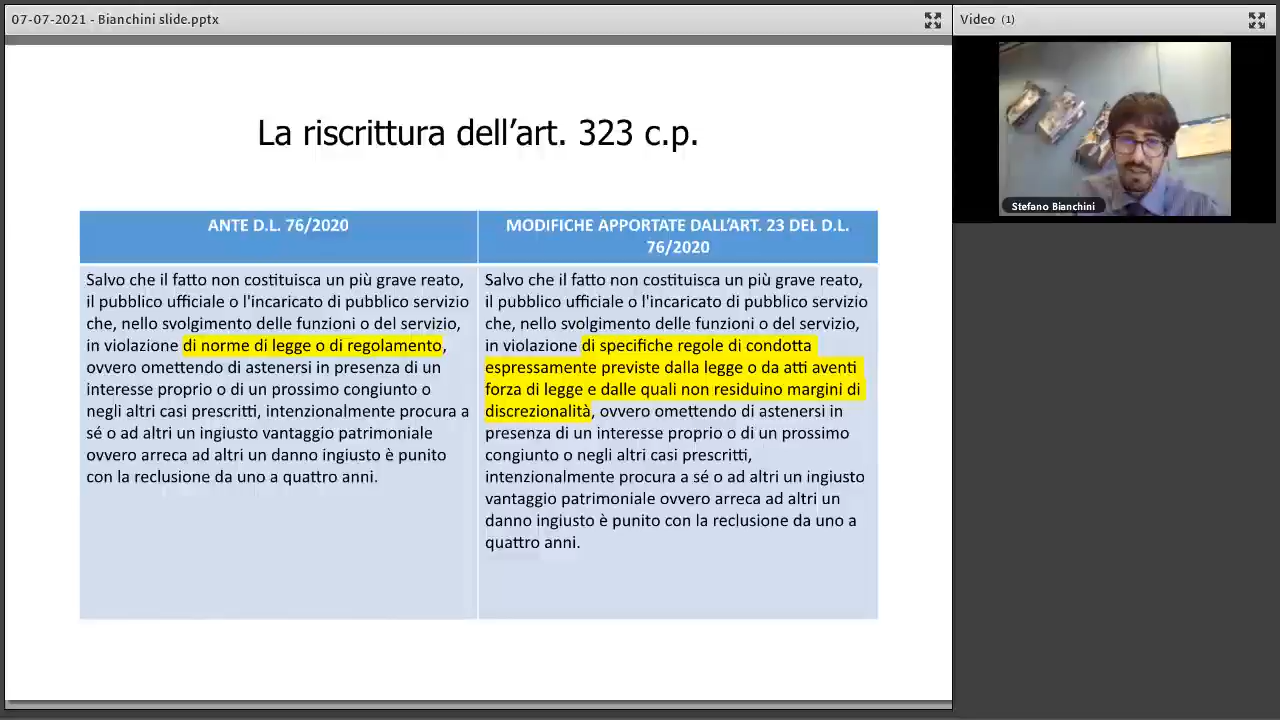 07-07-2021 - Bianchini slide.pptx
Video (1)
Stefano Bianchini
La riscrittura dell’art. 323 c.p.
ANTE D.L. 76/2020
Salvo che il fatto non costituisca un più grave reato,
il pubblico ufficiale o l'incaricato di pubblico servizio
che, nello svolgimento delle funzioni o del servizio,
in violazione di norme di legge o di regolamento,
ovvero omettendo di astenersi in presenza di un
interesse proprio o di un prossimo congiunto o
negli altri casi prescritti, intenzionalmente procura a
sé o ad altri un ingiusto vantaggio patrimoniale
ovvero arreca ad altri un danno ingiusto è punito
con la reclusione da uno a quattro anni.
MODIFICHE APPORTATE DALL’ART. 23 DEL D.L.
76/2020
Salvo che il fatto non costituisca un più grave reato,
il pubblico ufficiale o l'incaricato di pubblico servizio
che, nello svolgimento delle funzioni o del servizio,
in violazione di specifiche regole di condotta
espressamente previste dalla legge o da atti aventi
forza di legge e dalle quali non residuino margini di
discrezionalità, ovvero omettendo di astenersi in
presenza di un interesse proprio o di un prossimo
congiunto o negli altri casi prescritti,
intenzionalmente procura a sé o ad altri un ingiusto
vantaggio patrimoniale ovvero arreca ad altri un
danno ingiusto è punito con la reclusione da uno a
quattro anni.